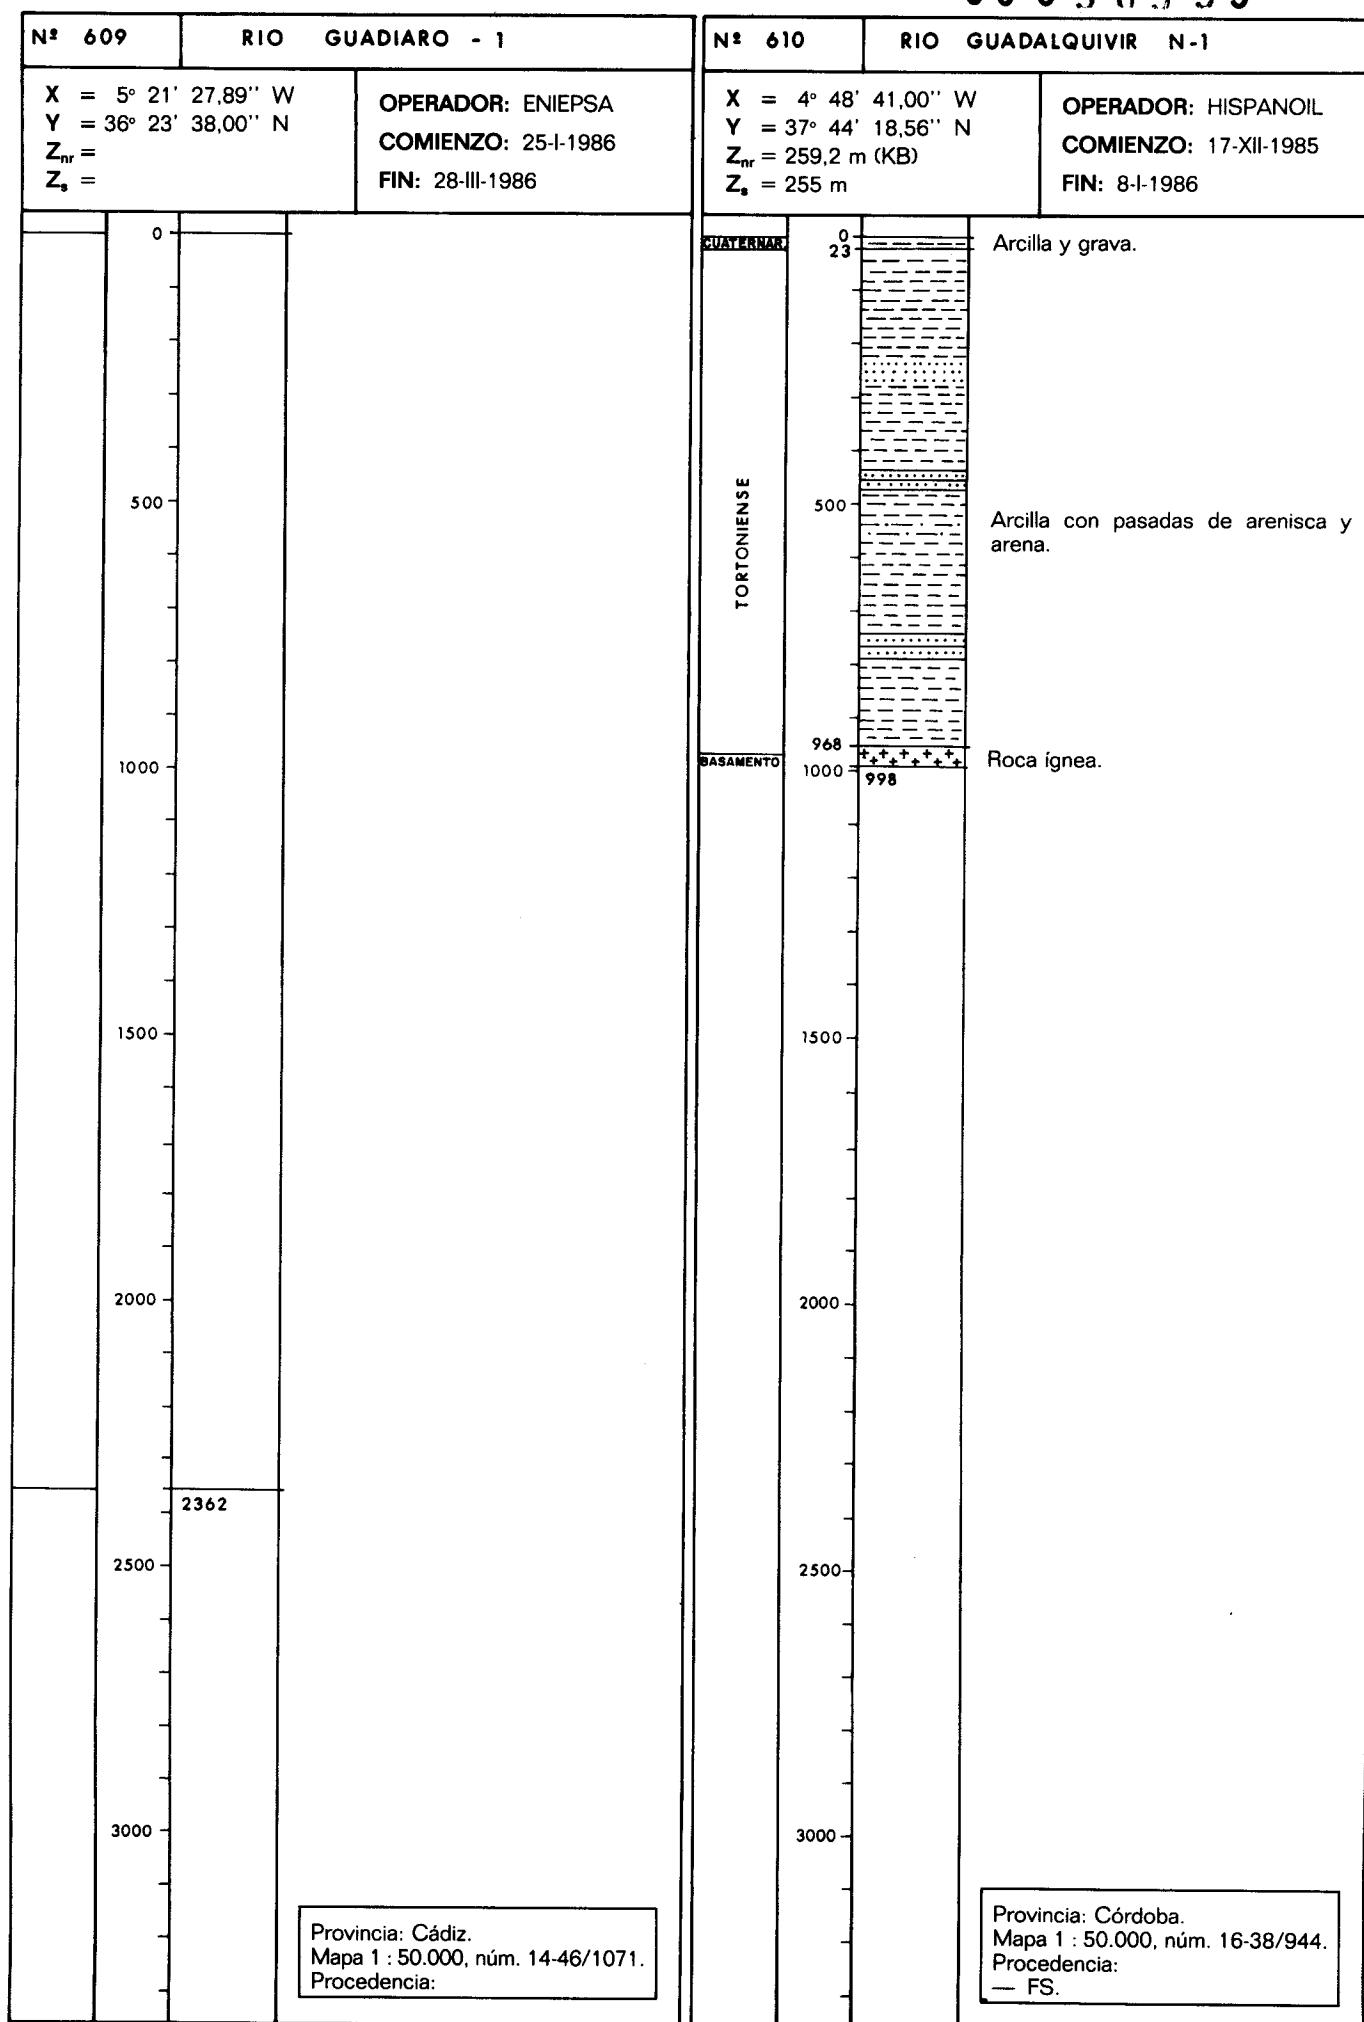 Nº 609
RIO GUADIARO - 1
X = 5° 21' 27,89'' W
Y = 36° 23' 38,00'' N
Znr =
Zs =
OPERADOR: ENIEPSA
COMIENZO: 25-I-1986
FIN: 28-III-1986
0
500
1000
1500
2000
2362
2500
3000
Provincia: Cádiz.
Mapa 1 : 50.000, núm. 14-46/1071.
Procedencia:
Nº 610
RIO GUADALQUIVIR N-1
X = 4° 48' 41,00'' W
Y = 37° 44' 18,56'' N
Znr = 259,2 m (KB)
Zs = 255 m
OPERADOR: HISPANOIL
COMIENZO: 17-XII-1985
FIN: 8-I-1986
CUATERNAR.
0
23
Arcilla y grava.
TORTONIENSE
500
Arcilla con pasadas de arenisca y
arena.
968
BASAMENTO
1000
998
Roca ígnea.
1500
2000
2500
3000
Provincia: Córdoba.
Mapa 1 : 50.000, núm. 16-38/944.
Procedencia:
— FS.